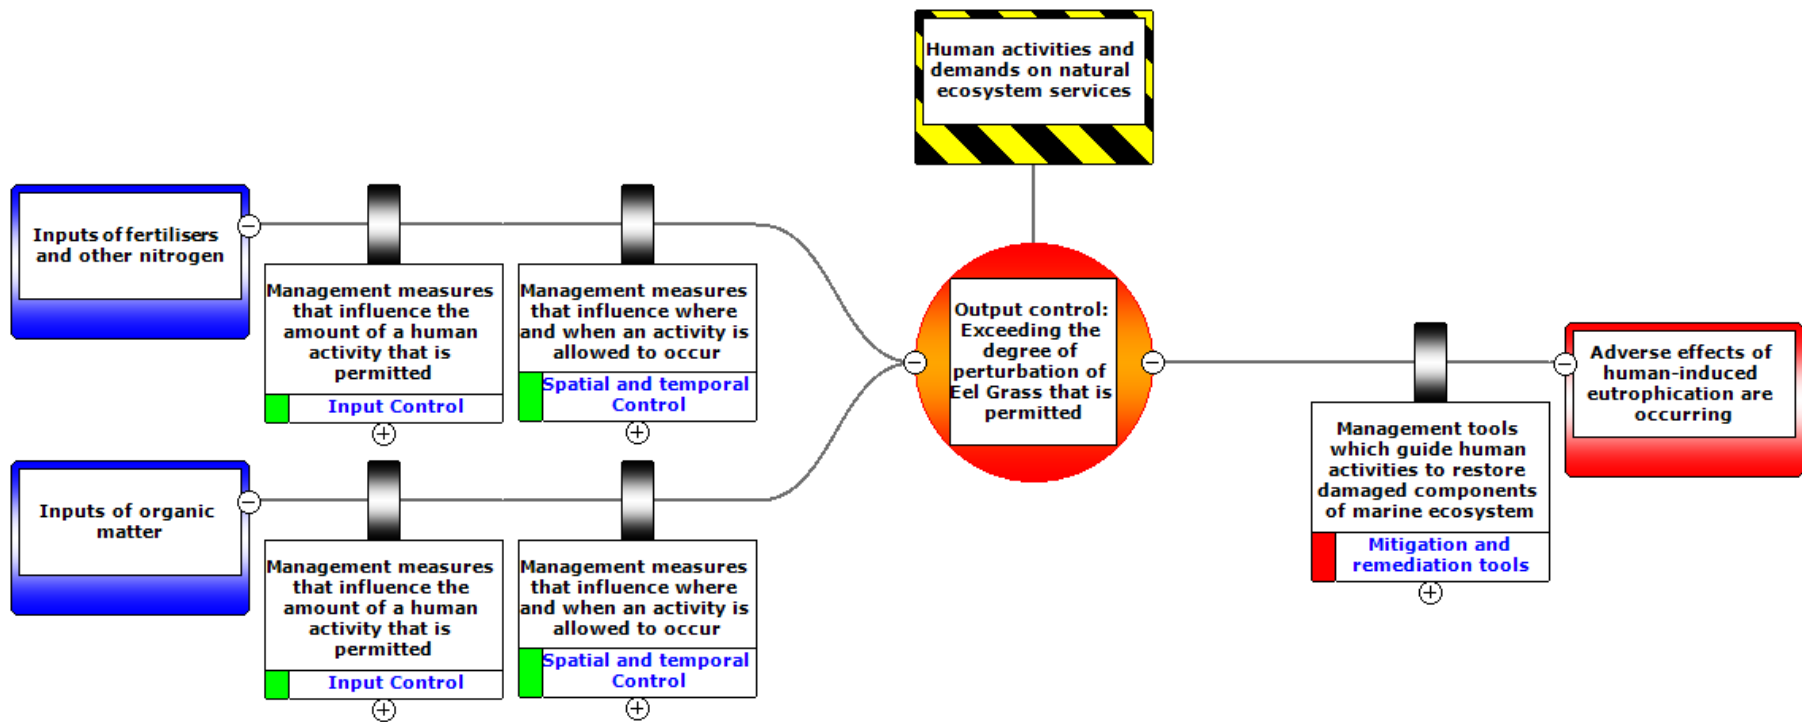 Human activities and
demands on natural
ecosystem services
Inputs of fertilisers
and other nitrogen
Management measures
that influence the
amount of a human
activity that is
permitted
Input Control
Management measures
that influence where
and when an activity is
allowed to occur
Spatial and temporal
Control
Output control:
Exceeding the
degree of
perturbation of
Eel Grass that is
permitted
Adverse effects of
human-induced
eutrophication are
occurring
Management tools
which guide human
activities to restore
damaged components
of marine ecosystem
Mitigation and
remediation tools
Inputs of organic
matter
Management measures
that influence the
amount of a human
activity that is
permitted
Input Control
Management measures
that influence where
and when an activity is
allowed to occur
Spatial and temporal
Control